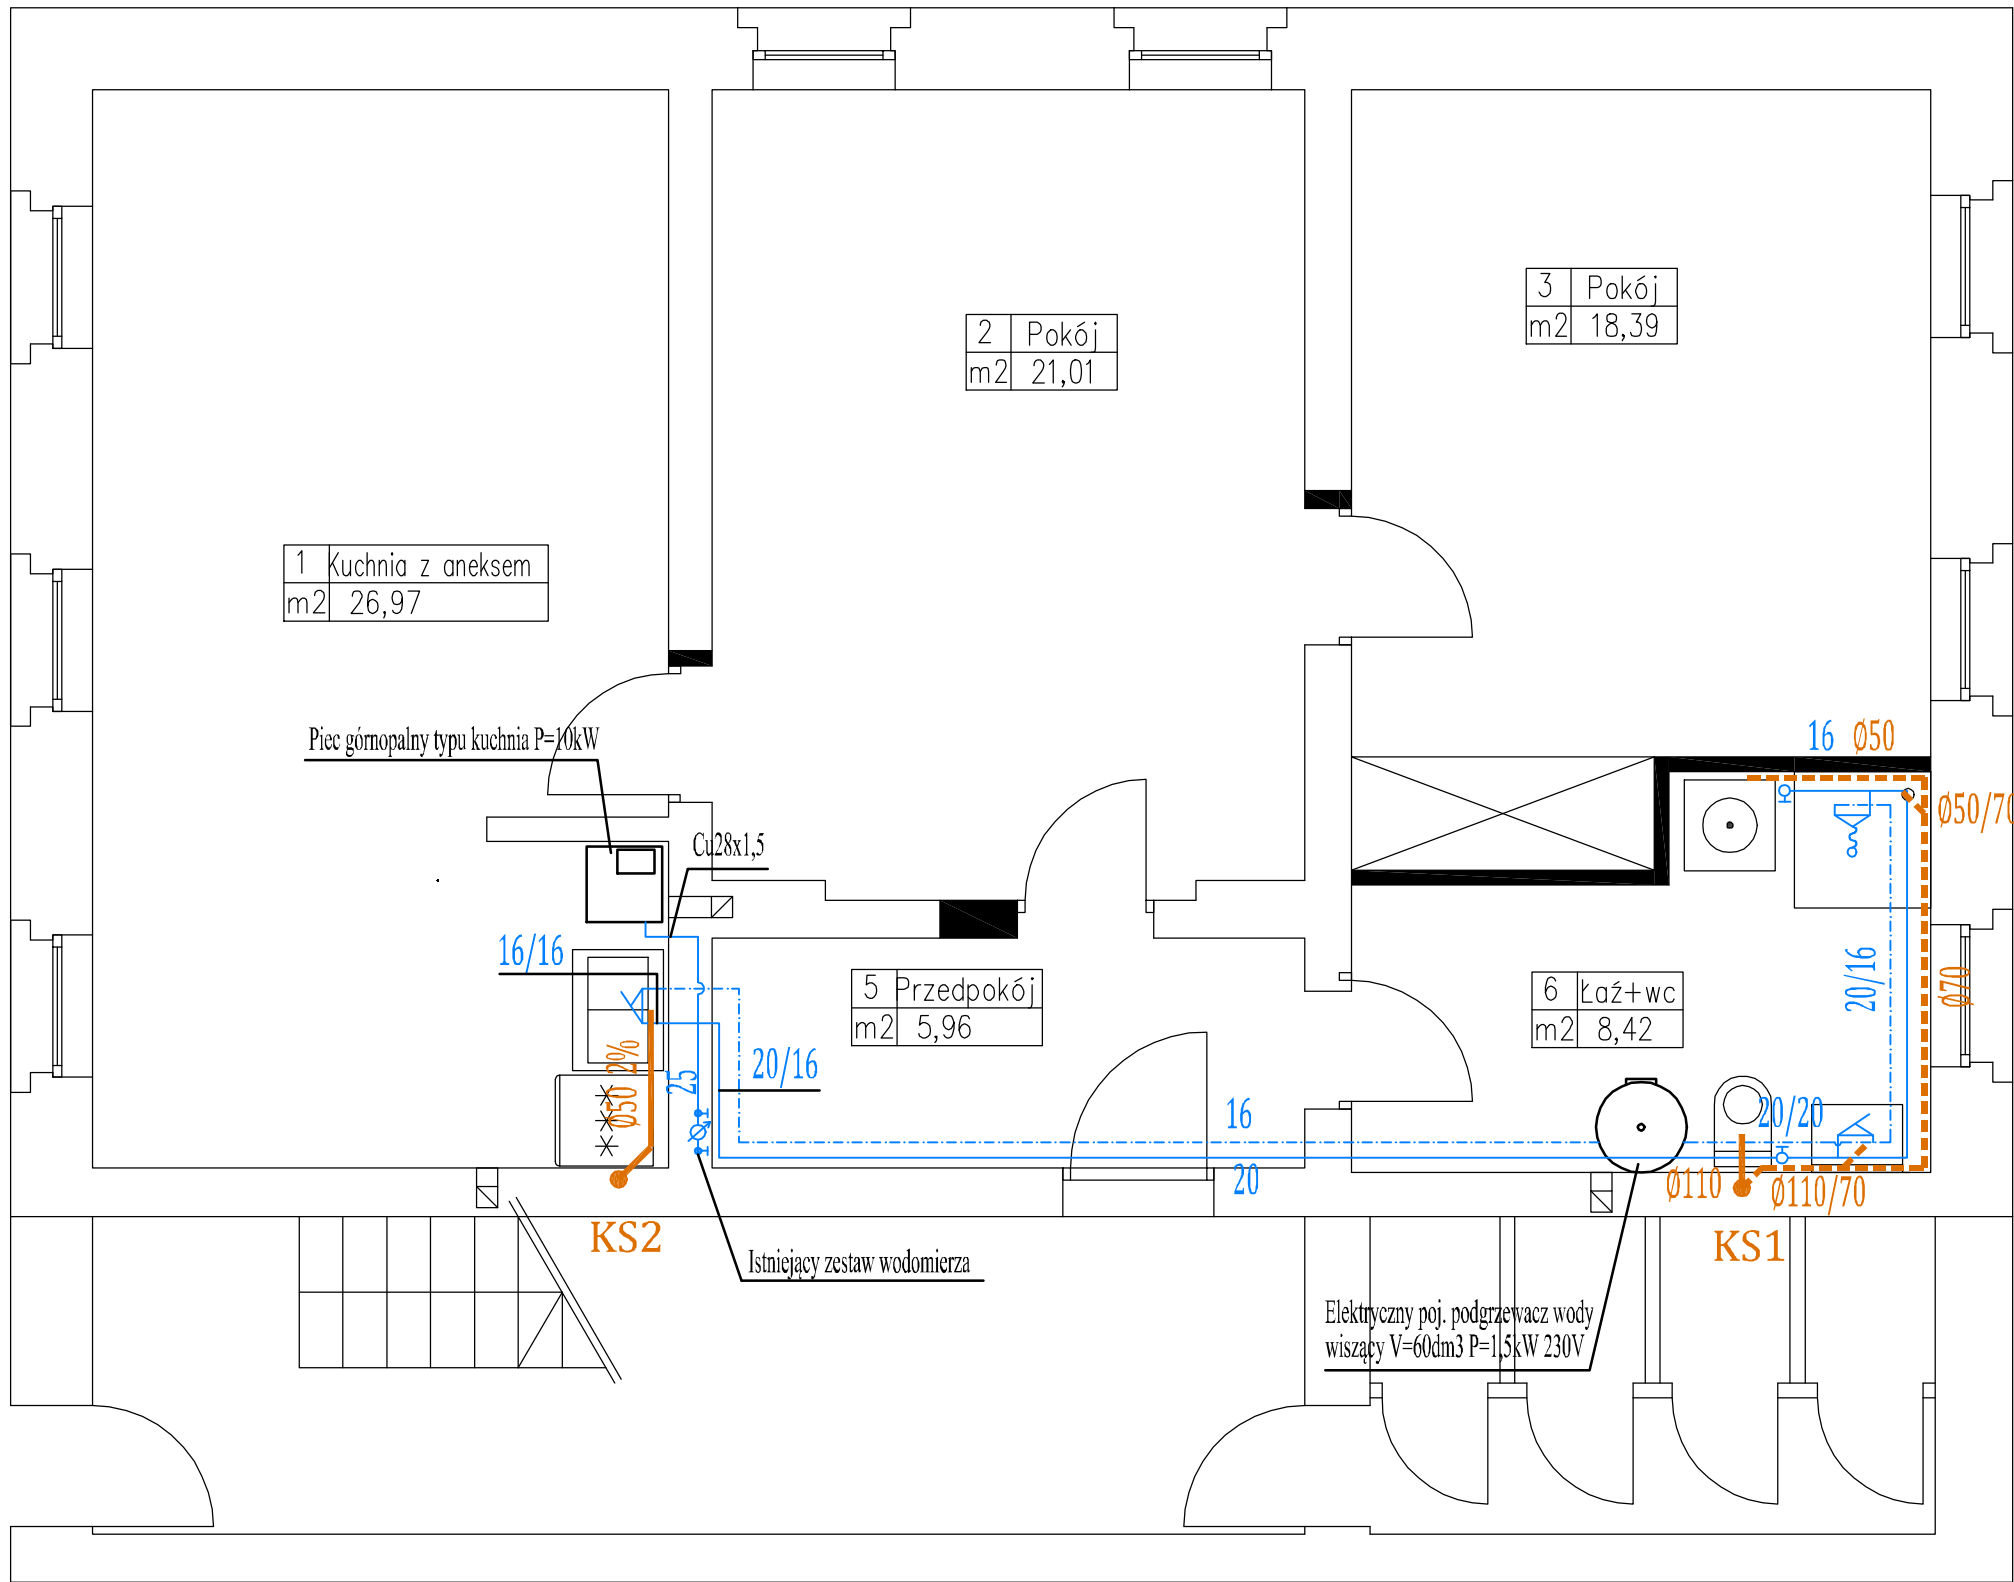 3 Pokój
m2 18,39
2 Pokój
m2 21,01
1 Kuchnia z aneksem
m2 26,97
Piec górnopalny typu kuchnia P=10kW
16 Ø50
Ø50/70
Cu28x1,5
16/16
20/16
Ø70
5 Przedpokój
m2 5,96
6 Łaź+wc
m2 8,42
Ø50 2%
25
20/16
16
20/20
20
Ø110
Ø110/70
KS2
KS1
Istniejący zestaw wodomierza
Elektryczny poj. podgrzewacz wody
wiszący V=60dm3 P=1,5kW 230V